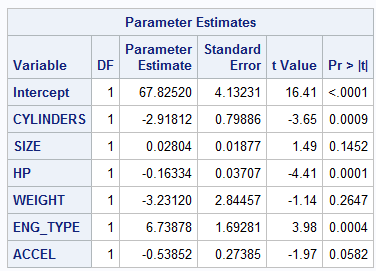 Parameter Estimates
Variable DF Parameter Estimate Standard Error t Value Pr > |t|
Intercept 1 67.82520 4.13231 16.41 <.0001
CYLINDERS 1 -2.91812 0.79886 -3.65 0.0009
SIZE 1 0.02804 0.01877 1.49 0.1452
HP 1 -0.16334 0.03707 -4.41 0.0001
WEIGHT 1 -3.23120 2.84457 -1.14 0.2647
ENG_TYPE 1 6.73878 1.69281 3.98 0.0004
ACCEL 1 -0.53852 0.27385 -1.97 0.0582